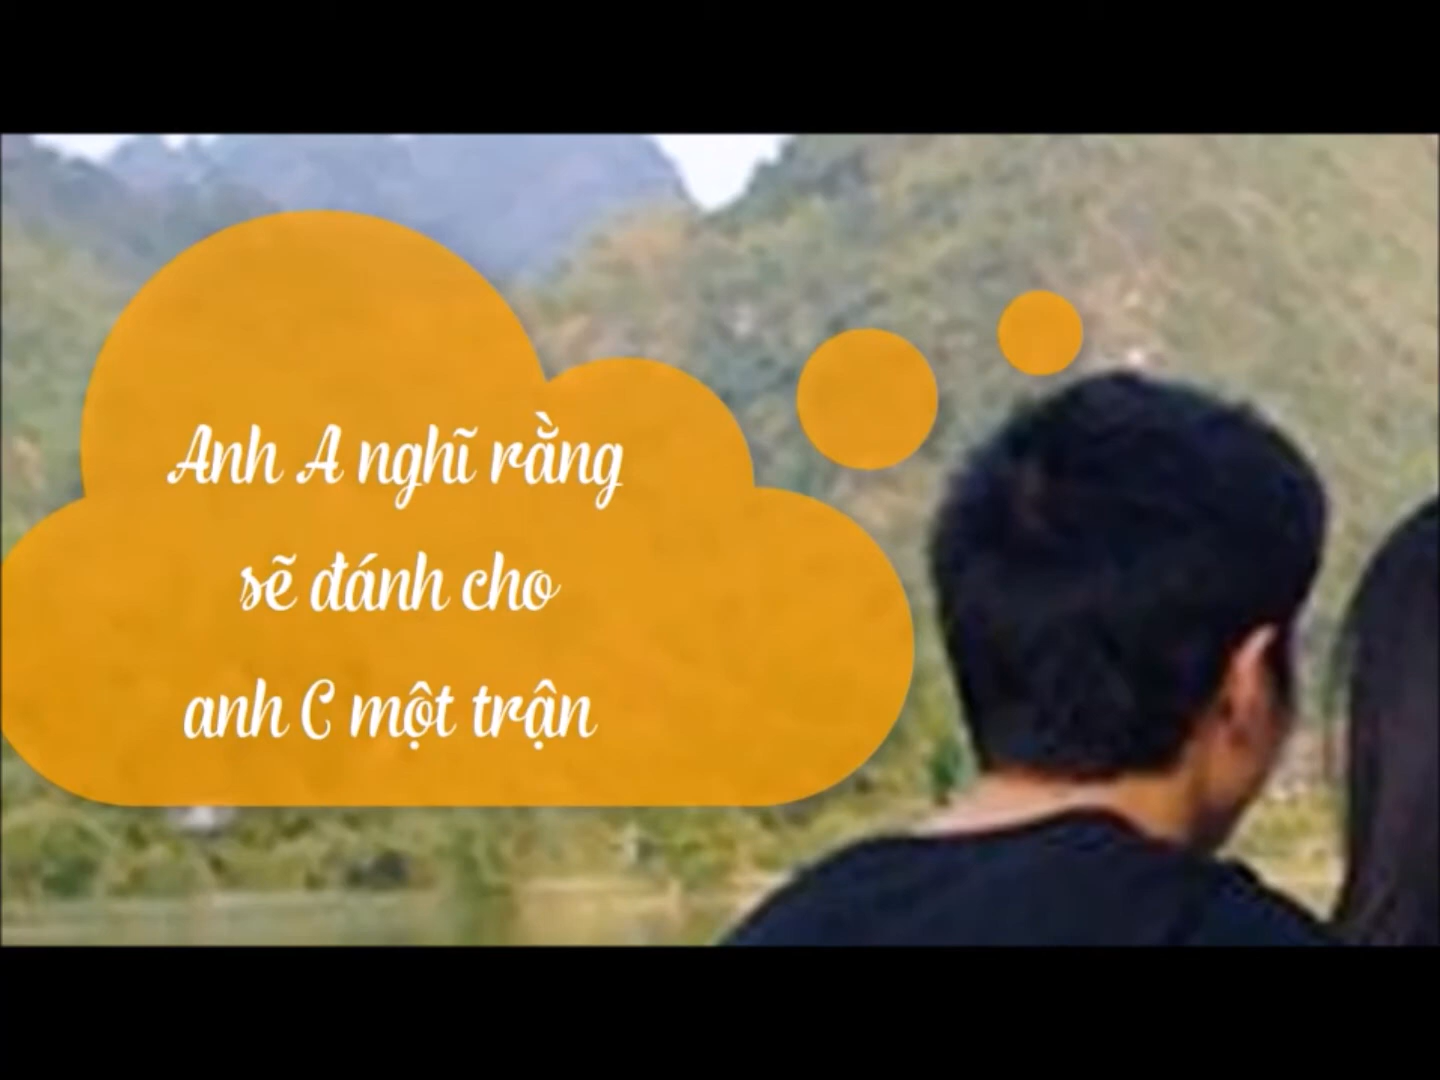 Anh A nghĩ rằng
sẽ đánh cho
anh C một trận